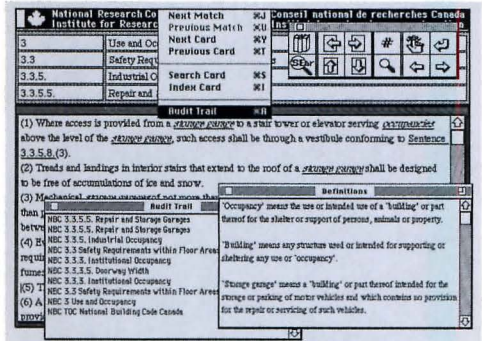 National Research Co
Conseil national de recherches Canada
Institute for Resear
Next Match ⌘J
Previous Match ⌘U
Next Card ⌘Y
Previous Card ⌘T
Search Card ⌘S
Index Card ⌘I
Audit Trail ⌘A
#
3
Use and Oc
3.3
Safety Requ
3.3.5.
Industrial O
3.3.5.5.
Repair and
(1) Where access is provided from a storage garage to a stair tower or elevator serving occupancies
above the level of the storage garage, such access shall be through a vestibule conforming to Sentence
3.3.5.8.(3).
(2) Treads and landings in interior stairs that extend to the roof of a storage garage shall be designed
to be free of accumulations of ice and snow.
(3) Mechanical storage garages not more than
than
betwe
(4) E
requi
fumes
(5) T
(6) A
provi
Audit Trail
NBC 3.3.5.5. Repair and Storage Garages
NBC 3.3.5.5. Repair and Storage Garages
NBC 3.3.5. Industrial Occupancy
NBC 3.3 Safety Requirements within Floor Areas
NBC 3.3.3. Institutional Occupancy
NBC 3.3.3.5. Doorway Width
NBC 3.3.3. Institutional Occupancy
NBC 3.3 Safety Requirements within Floor Areas
NBC 3 Use and Occupancy
NBC TOC National Building Code Canada
Definitions
"Occupancy" means the use or intended use of a "building" or part
thereof for the shelter or support of persons, animals or property.
"Building" means any structure used or intended for supporting or
sheltering any use or "occupancy".
"Storage garage" means a "building" or part thereof intended for the
storage or parking of motor vehicles and which contains no provision
for the repair or servicing of such vehicles.